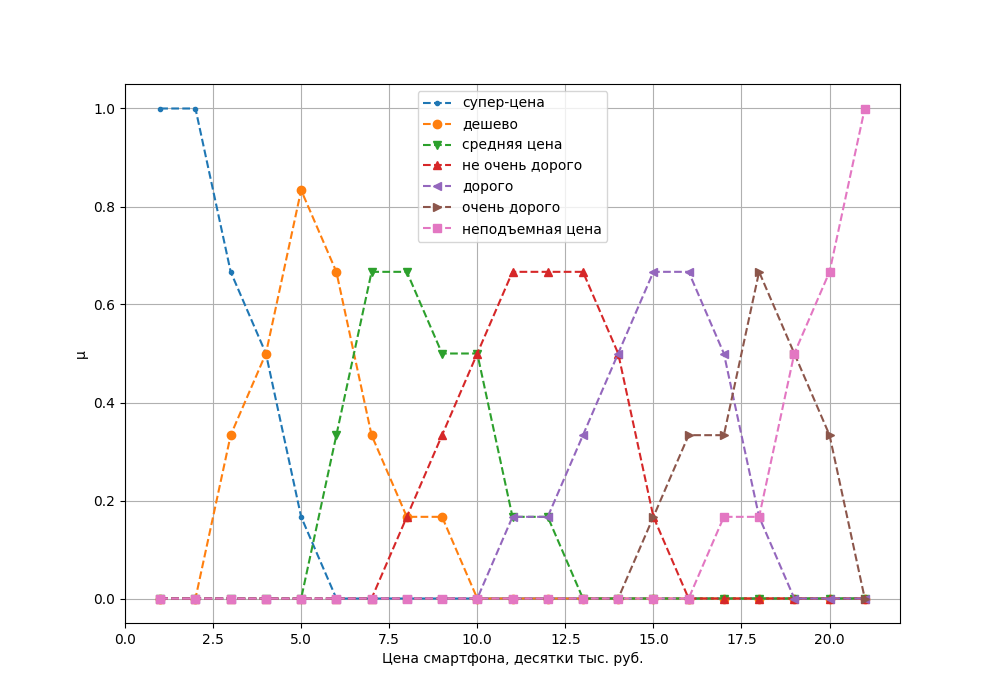 1.0
0.8
0.6
0.4
0.2
0.0
μ
супер-цена
дешево
средняя цена
не очень дорого
дорого
очень дорого
неподъемная цена
0.0 2.5 5.0 7.5 10.0 12.5 15.0 17.5 20.0
Цена смартфона, десятки тыс. руб.